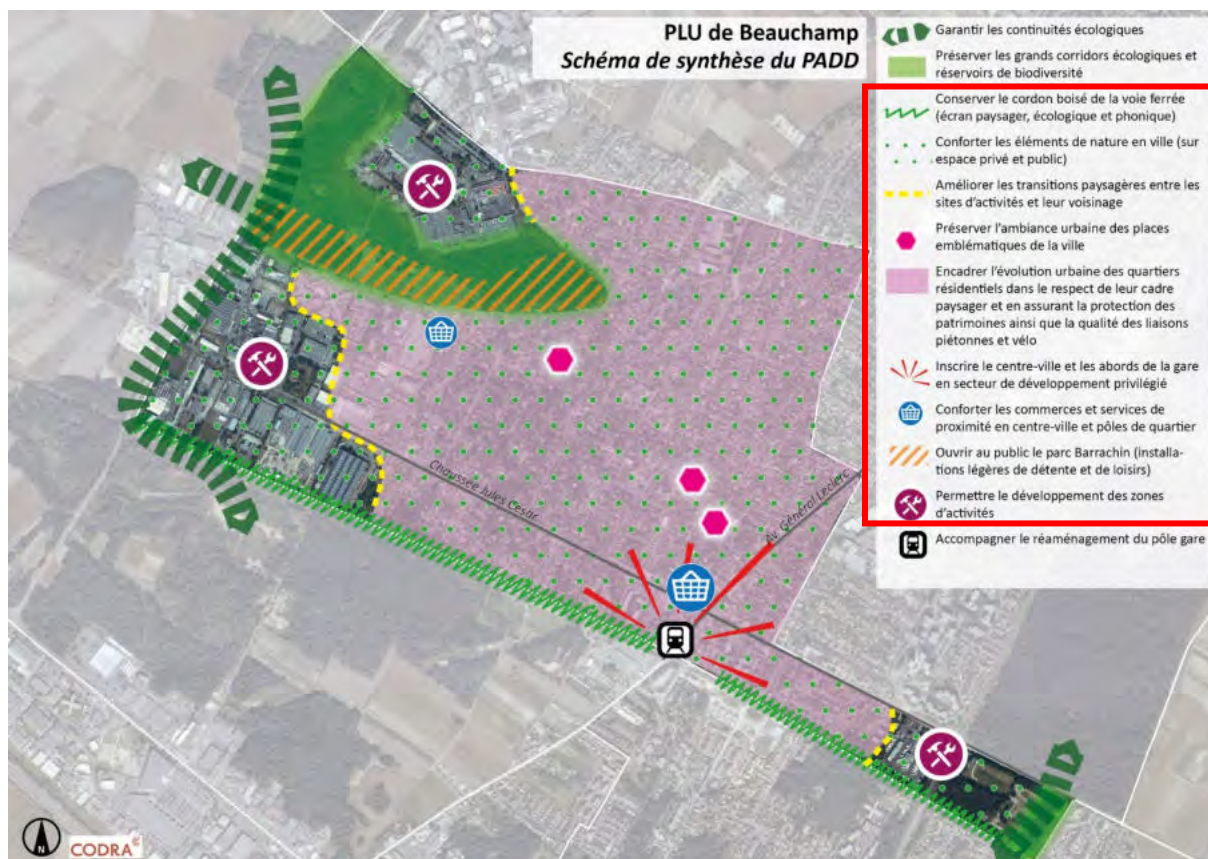 PLU de Beauchamp
Schéma de synthèse du PADD
Garantir les continuités écologiques
Préserver les grands corridors écologiques et
réservoirs de biodiversité
Conserver le cordon boisé de la voie ferrée
(écran paysager, écologique et phonique)
Conforter les éléments de nature en ville (sur
espace privé et public)
Améliorer les transitions paysagères entre les
sites d'activités et leur voisinage
Préserver l'ambiance urbaine des places
emblématiques de la ville
Encadrer l'évolution urbaine des quartiers
résidentiels dans le respect de leur cadre
paysager et en assurant la protection des
patrimoines ainsi que la qualité des liaisons
piétonnes et vélo
Inscrire le centre-ville et les abords de la gare
en secteur de développement privilégié
Conforter les commerces et services de
proximité en centre-ville et pôles de quartier
Ouvrir au public le parc Barrachin (installa-
tions légères de détente et de loisirs)
Permettre le développement des zones
d'activités
Accompagner le réaménagement du pôle gare
Chaussée Jules César
Av. Général Leclerc
N
CODRA